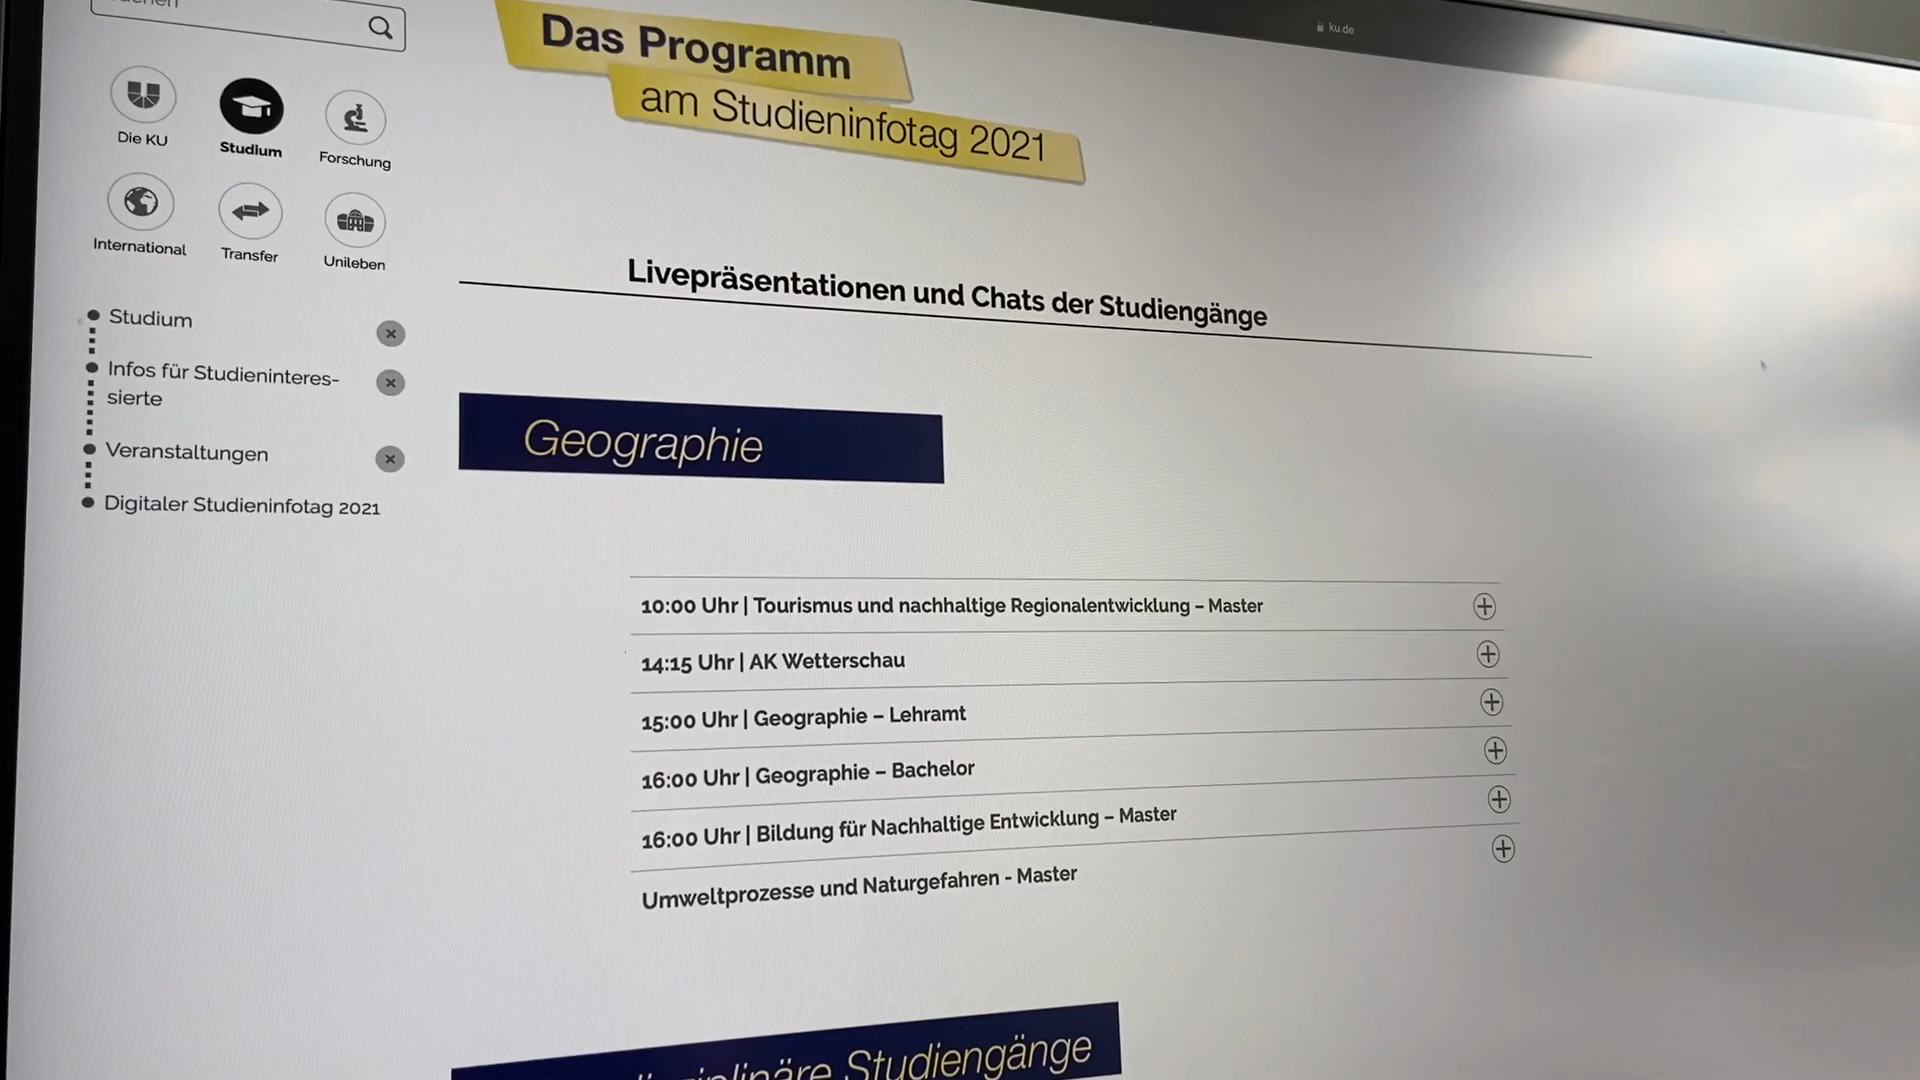 ku.de
Das Programm
am Studieninfotag 2021
Die KU
Studium
Forschung
International
Transfer
Unileben
Studium
Infos für Studieninteres-
sierte
Veranstaltungen
Digitaler Studieninfotag 2021
Livepräsentationen und Chats der Studiengänge
Geographie
10:00 Uhr | Tourismus und nachhaltige Regionalentwicklung – Master
14:15 Uhr | AK Wetterschau
15:00 Uhr | Geographie – Lehramt
16:00 Uhr | Geographie – Bachelor
16:00 Uhr | Bildung für Nachhaltige Entwicklung – Master
Umweltprozesse und Naturgefahren - Master
Studiengänge